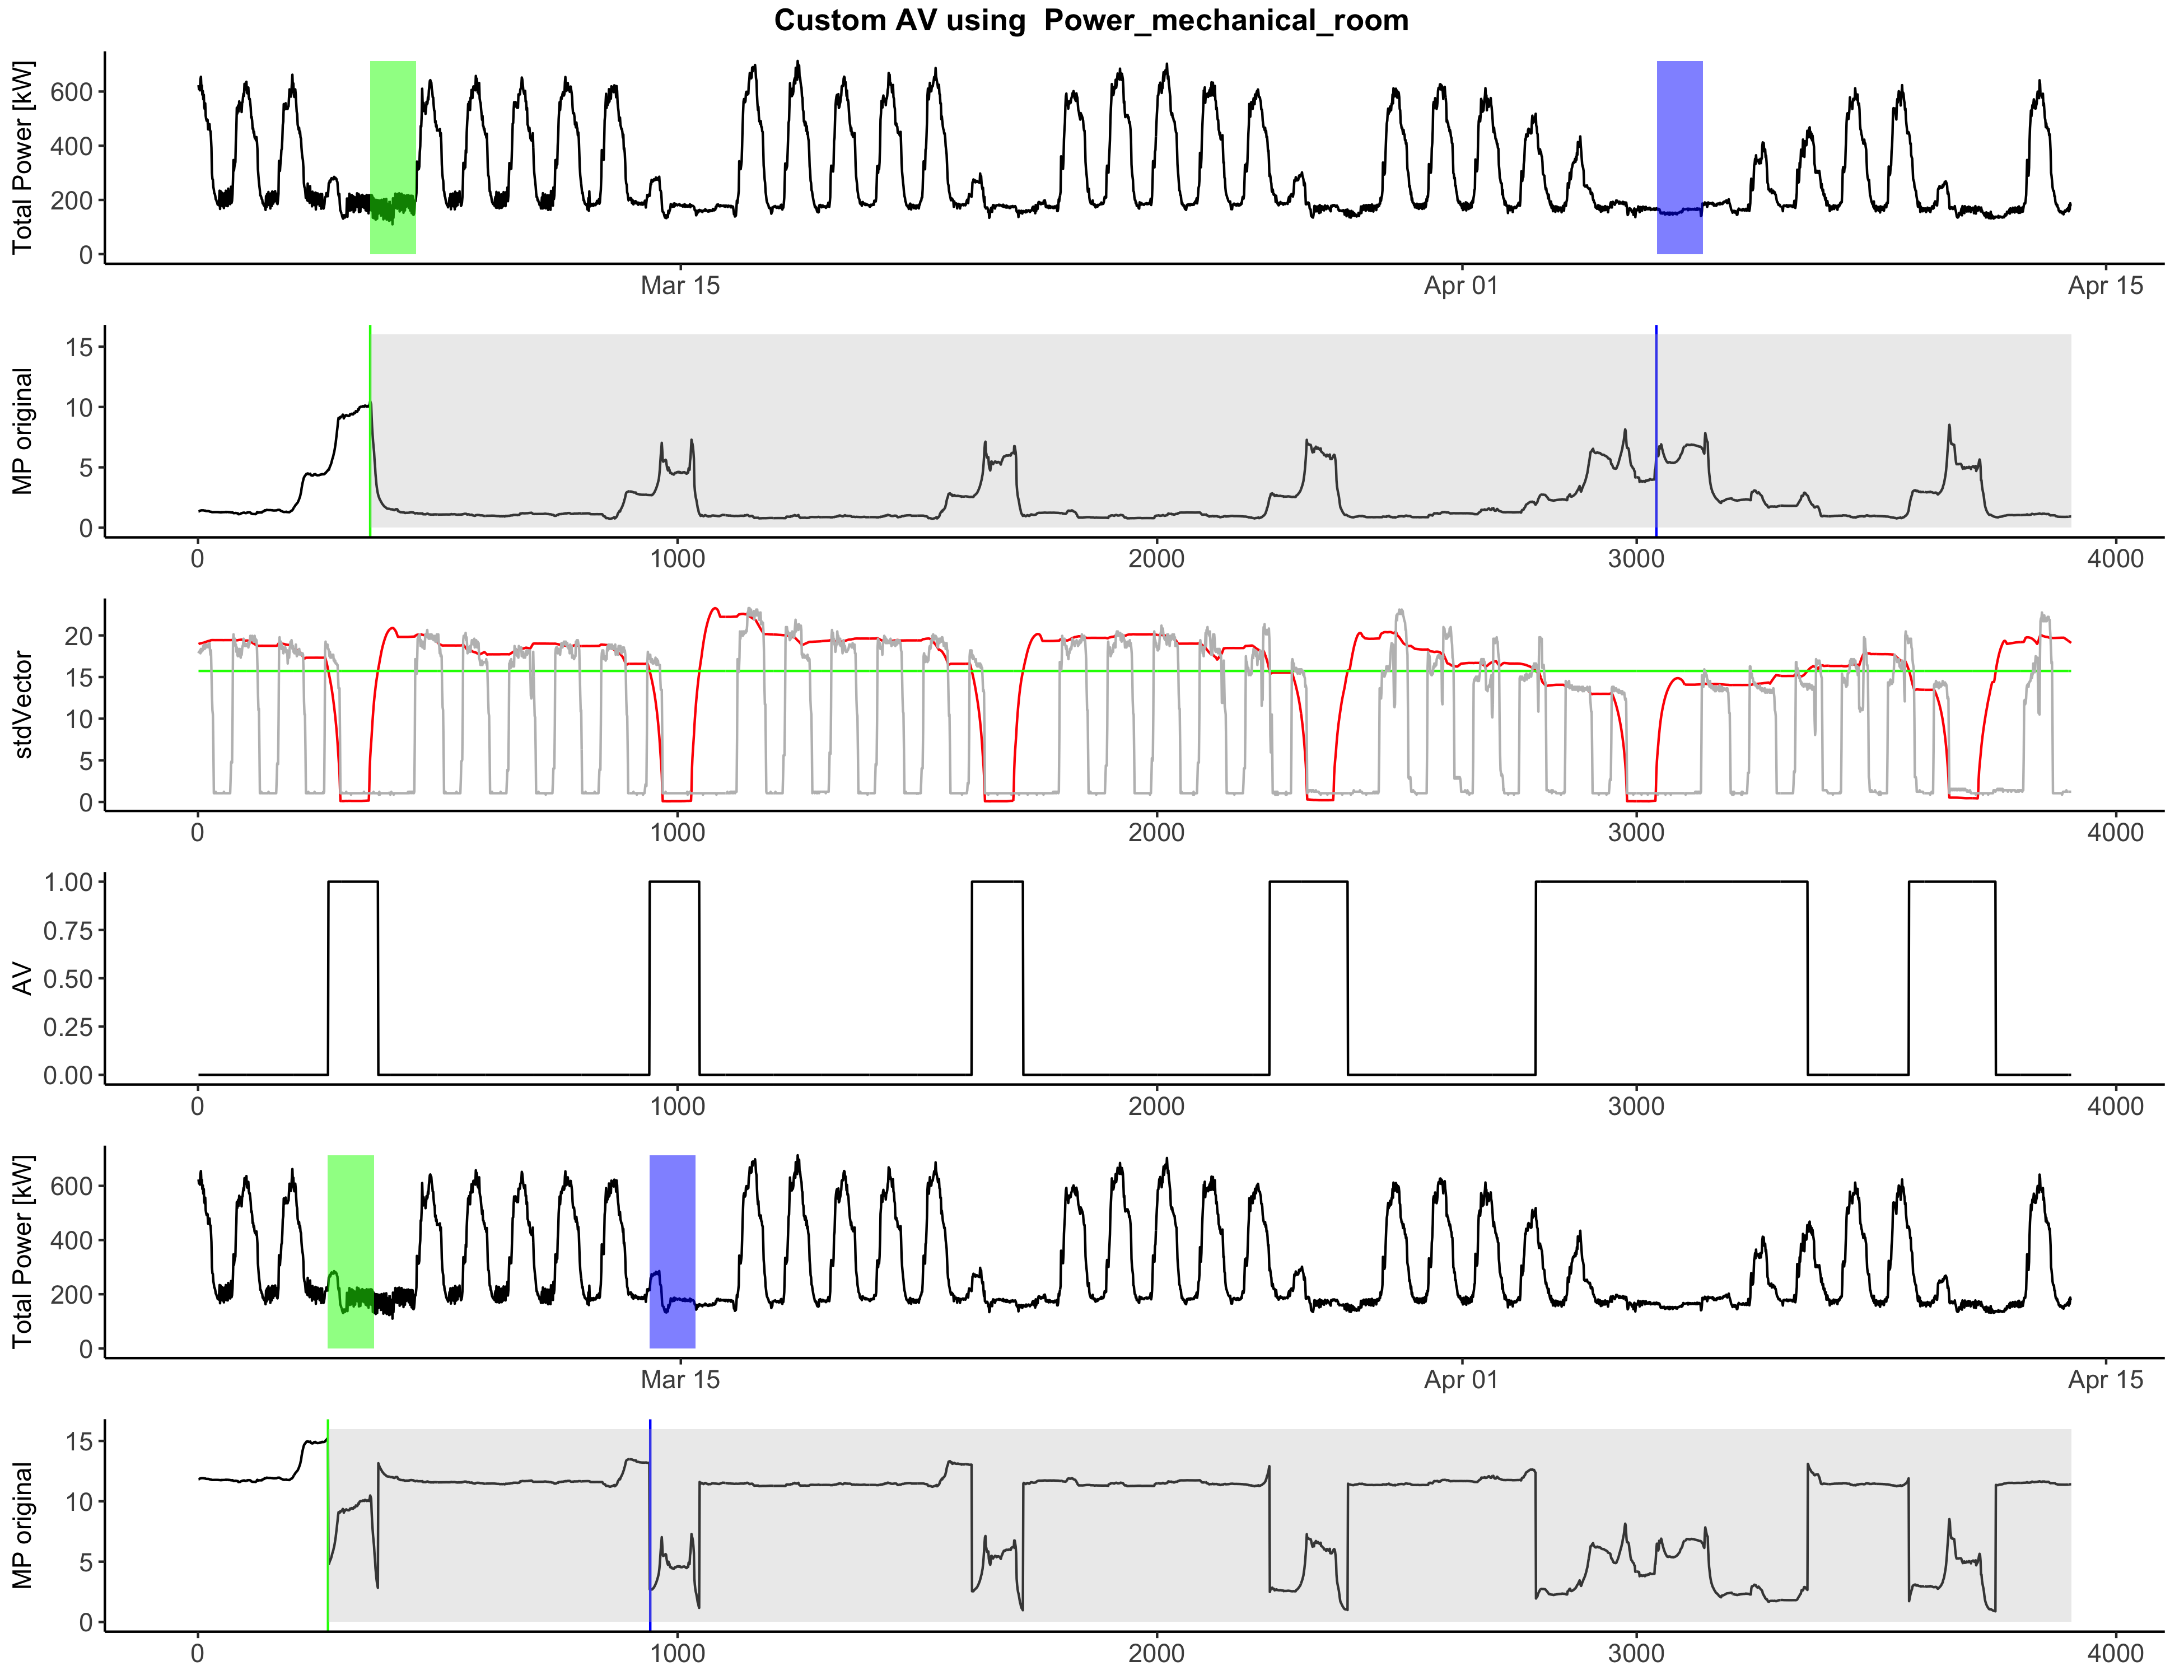 Custom AV using  Power_mechanical_room
Total Power [kW]
600
400
200
0
Mar 15 Apr 01 Apr 15
MP original
15
10
5
0
0 1000 2000 3000 4000
stdVector
20
15
10
5
0
0 1000 2000 3000 4000
AV
1.00
0.75
0.50
0.25
0.00
0 1000 2000 3000 4000
Total Power [kW]
600
400
200
0
Mar 15 Apr 01 Apr 15
MP original
15
10
5
0
0 1000 2000 3000 4000